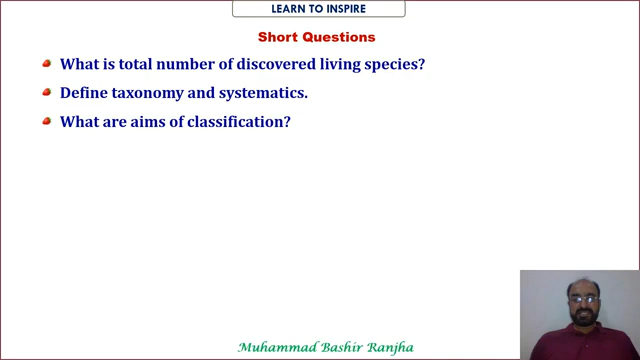 LEARN TO INSPIRE
Short Questions
What is total number of discovered living species?
Define taxonomy and systematics.
What are aims of classification?
Muhammad Bashir Ranjha